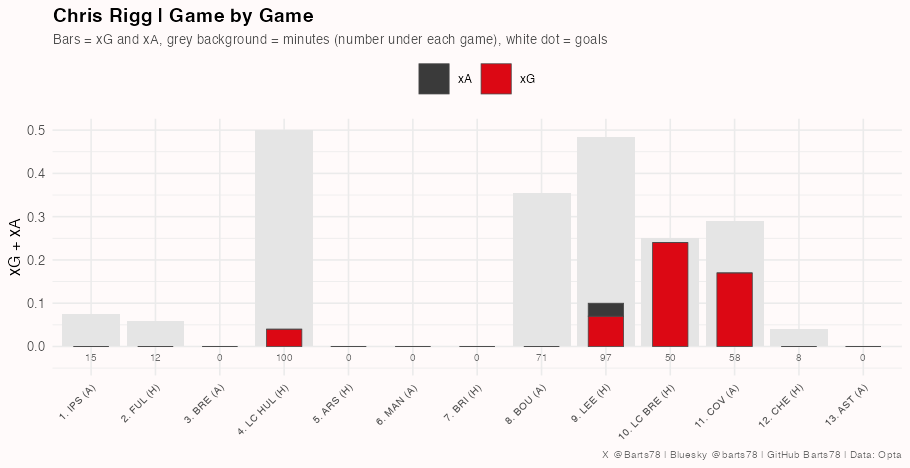 Chris Rigg | Game by Game
Bars = xG and xA, grey background = minutes (number under each game), white dot = goals
xA xG
xG + xA
0.5
0.4
0.3
0.2
0.1
0.0
15 12 0 100 0 0 0 71 97 50 58 8 0
1. IPS (A)
2. FUL (H)
3. BRE (A)
4. LC HUL (H)
5. ARS (H)
6. MAN (A)
7. BRI (H)
8. BOU (A)
9. LEE (H)
10. LC BRE (H)
11. COV (A)
12. CHE (H)
13. AST (A)
X @Barts78 | Bluesky @barts78 | GitHub Barts78 | Data: Opta